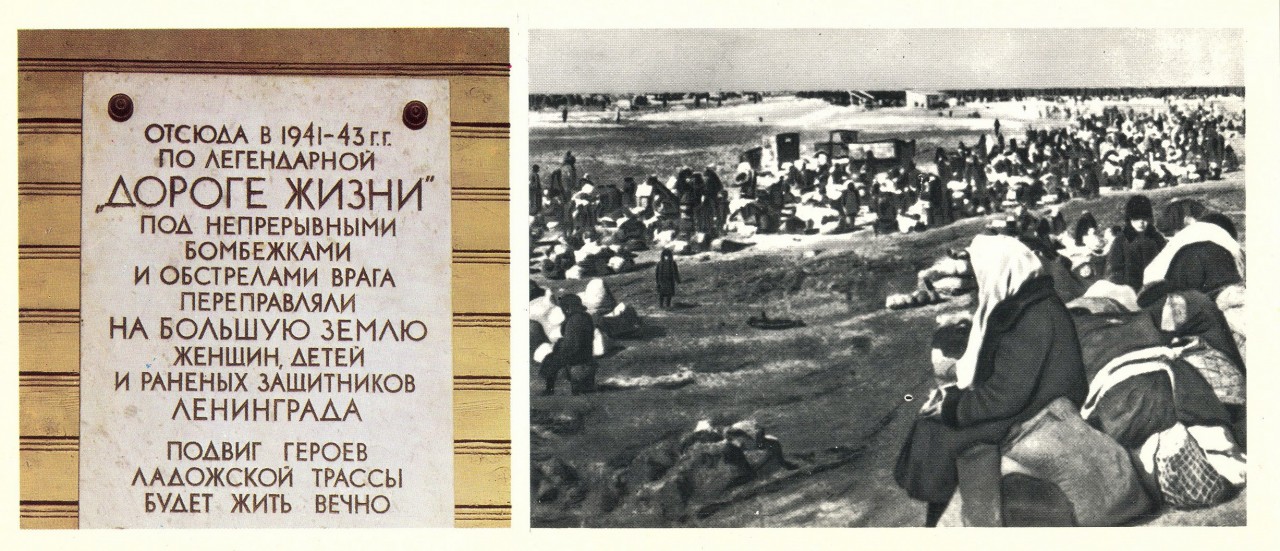 ОТСЮДА В 1941-43 Г.Г.
ПО ЛЕГЕНДАРНОЙ
„ДОРОГЕ ЖИЗНИ“
ПОД НЕПРЕРЫВНЫМИ
БОМБЕЖКАМИ
И ОБСТРЕЛАМИ ВРАГА
ПЕРЕПРАВЛЯЛИ
НА БОЛЬШУЮ ЗЕМЛЮ
ЖЕНЩИН, ДЕТЕЙ
И РАНЕНЫХ ЗАЩИТНИКОВ
ЛЕНИНГРАДА
ПОДВИГ ГЕРОЕВ
ЛАДОЖСКОЙ ТРАССЫ
БУДЕТ ЖИТЬ ВЕЧНО